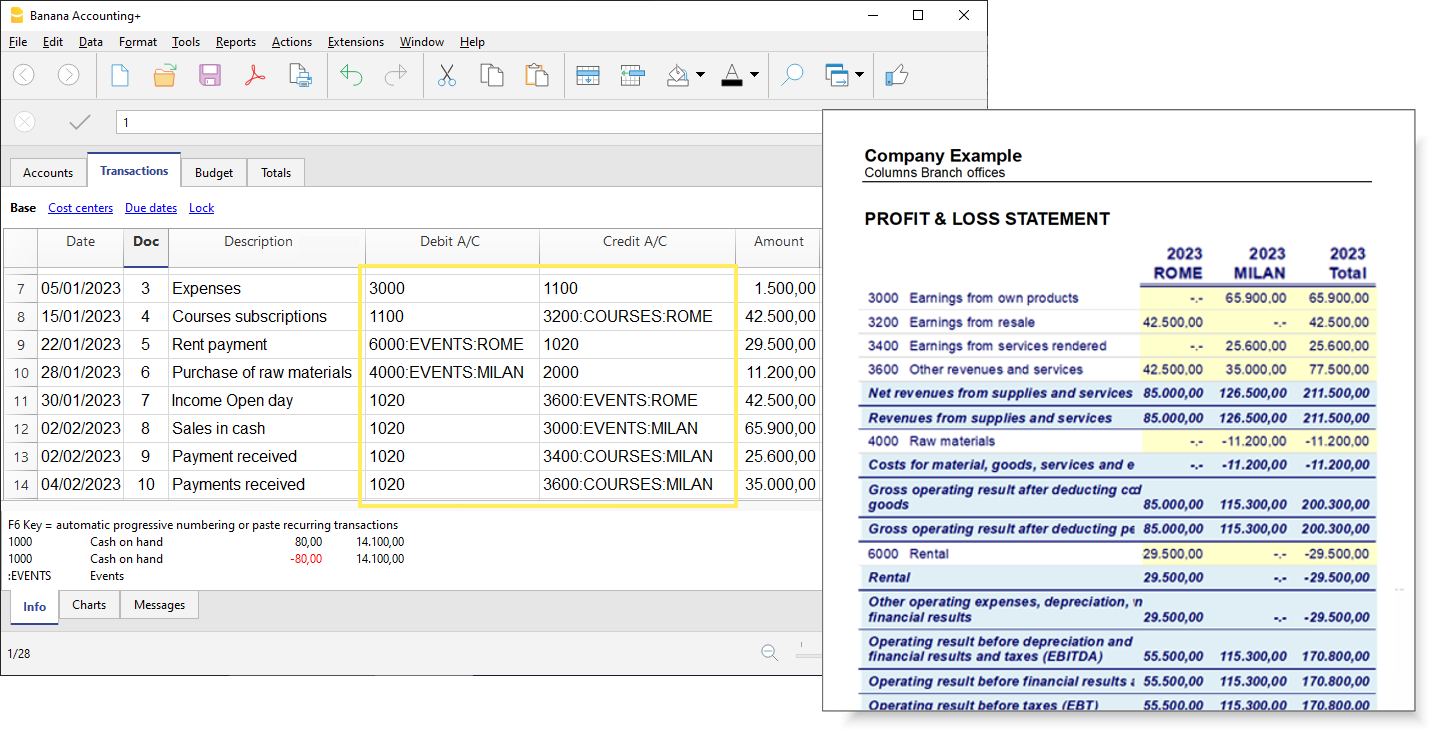 Banana Accounting+
File Edit Data Format Tools Reports Actions Extensions Window Help
1
Accounts Transactions Budget Totals
Base Cost centers Due dates Lock
Date Doc Description Debit A/C Credit A/C Amount
7 05/01/2023 3 Expenses 3000 1100 1.500,00
8 15/01/2023 4 Courses subscriptions 1100 3200:COURSES:ROME 42.500,00
9 22/01/2023 5 Rent payment 6000:EVENTS:ROME 1020 29.500,00
10 28/01/2023 6 Purchase of raw materials 4000:EVENTS:MILAN 2000 11.200,00
11 30/01/2023 7 Income Open day 1020 3600:EVENTS:ROME 42.500,00
12 02/02/2023 8 Sales in cash 1020 3000:EVENTS:MILAN 65.900,00
13 02/02/2023 9 Payment received 1020 3400:COURSES:MILAN 25.600,00
14 04/02/2023 10 Payments received 1020 3600:COURSES:MILAN 35.000,00
F6 Key = automatic progressive numbering or paste recurring transactions
1000 Cash on hand 80,00 14.100,00
1000 Cash on hand -80,00 14.100,00
:EVENTS Events
Info Charts Messages
1/28
Company Example
Columns Branch offices
PROFIT & LOSS STATEMENT
2023 2023 2023
ROME MILAN Total
3000 Earnings from own products -.- 65.900,00 65.900,00
3200 Earnings from resale 42.500,00 -.- 42.500,00
3400 Earnings from services rendered -.- 25.600,00 25.600,00
3600 Other revenues and services 42.500,00 35.000,00 77.500,00
Net revenues from supplies and services 85.000,00 126.500,00 211.500,00
Revenues from supplies and services 85.000,00 126.500,00 211.500,00
4000 Raw materials -.- -11.200,00 -11.200,00
Costs for material, goods, services and e -.- -11.200,00 -11.200,00
Gross operating result after deducting
goods 85.000,00 115.300,00 200.300,00
Gross operating result after deducting pe 85.000,00 115.300,00 200.300,00
6000 Rental 29.500,00 -.- -29.500,00
Rental 29.500,00 -.- -29.500,00
Other operating expenses, depreciation,
financial results 29.500,00 -.- -29.500,00
Operating result before depreciation and
financial results and taxes (EBITDA) 55.500,00 115.300,00 170.800,00
Operating result before financial results 55.500,00 115.300,00 170.800,00
Operating result before taxes (EBT) 55.500,00 115.300,00 170.800,00